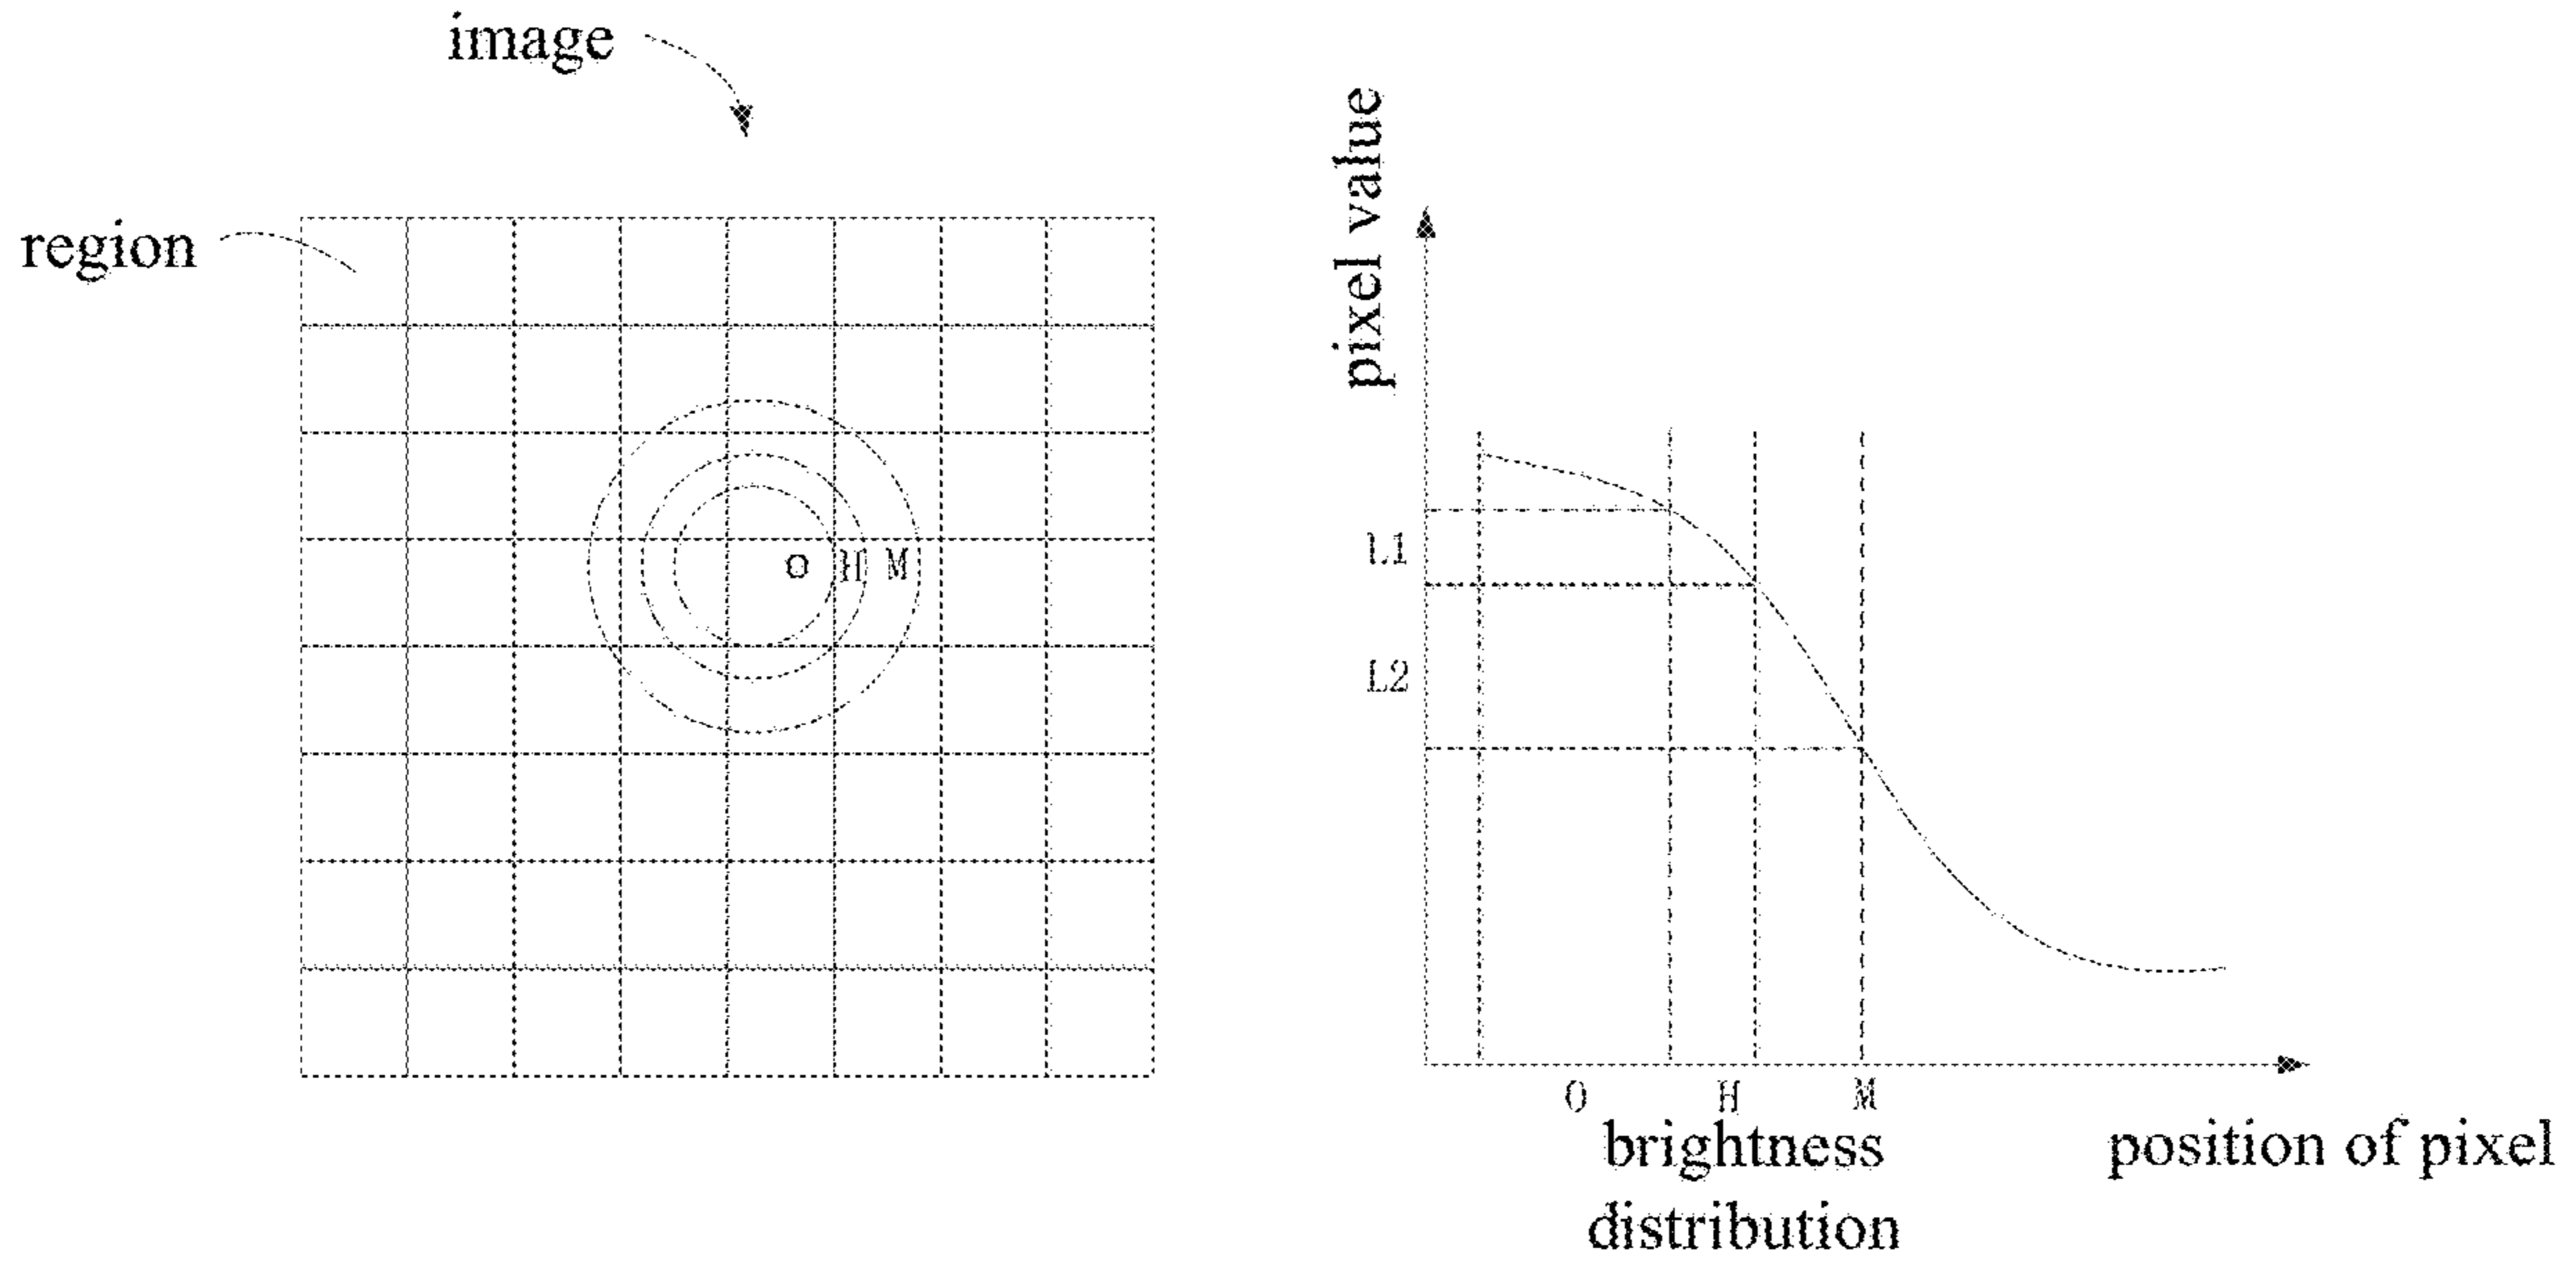 image
region
O H M
pixel value
L1
L2
O H M
brightness
distribution
position of pixel